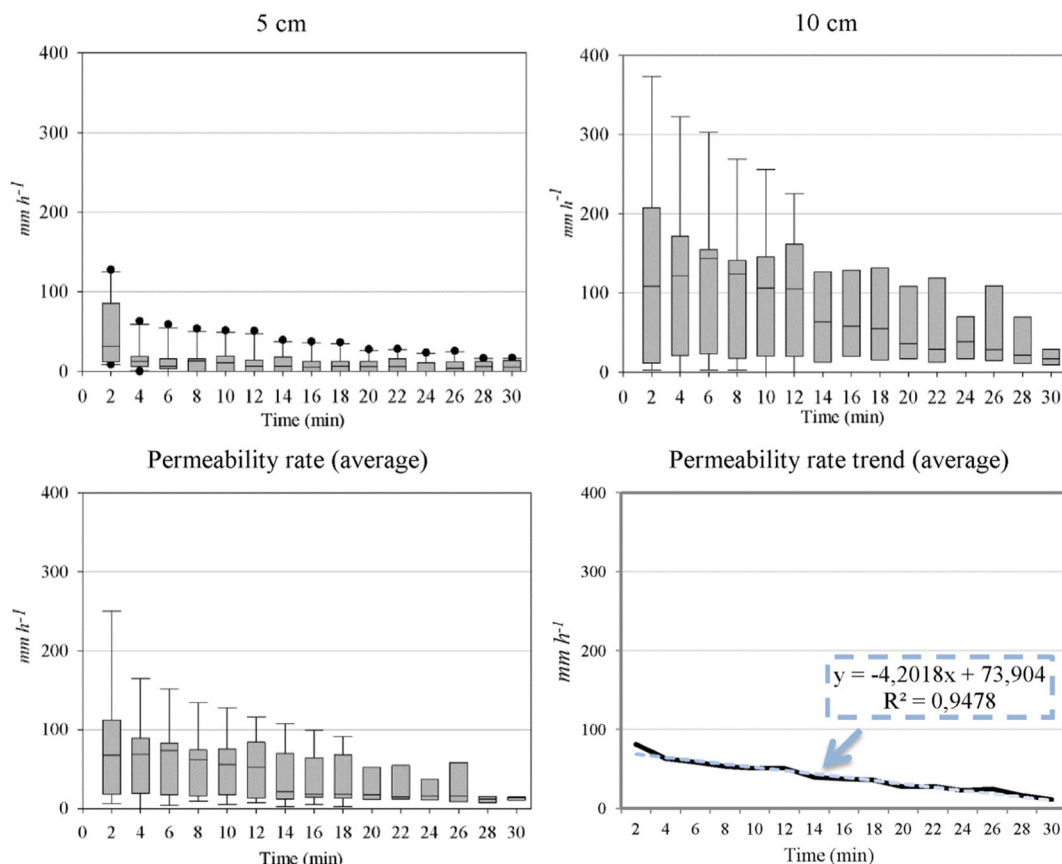 5 cm
400
300
200
100
0
mm h-1
0 2 4 6 8 10 12 14 16 18 20 22 24 26 28 30
Time (min)
10 cm
400
300
200
100
0
mm h-1
0 2 4 6 8 10 12 14 16 18 20 22 24 26 28 30
Time (min)
Permeability rate (average)
400
300
200
100
0
mm h-1
0 2 4 6 8 10 12 14 16 18 20 22 24 26 28 30
Time (min)
Permeability rate trend (average)
400
300
200
100
0
mm h-1
y = -4,2018x + 73,904
R² = 0,9478
2 4 6 8 10 12 14 16 18 20 22 24 26 28 30
Time (min)